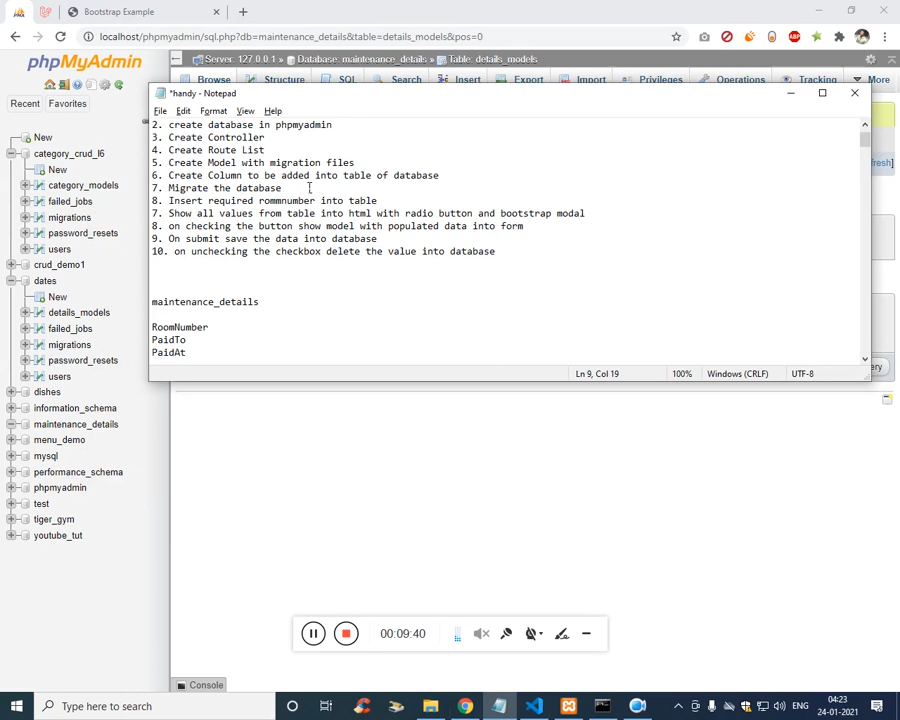 Bootstrap Example
localhost/phpmyadmin/sql.php?db=maintenance_details&table=details_models&pos=0
phpMyAdmin
Recent
Favorites
New
category_crud_l6
New
category_models
failed_jobs
migrations
password_resets
users
crud_demo1
dates
New
details_models
failed_jobs
migrations
password_resets
users
dishes
information_schema
maintenance_details
menu_demo
mysql
performance_schema
phpmyadmin
test
tiger_gym
youtube_tut
Server: 127.0.0.1 » Database: maintenance_details » Table: details_models
Browse Structure SQL Search Insert Export Import Privileges Operations Tracking More
*handy - Notepad
File Edit Format View Help
2. create database in phpmyadmin
3. Create Controller
4. Create Route List
5. Create Model with migration files
6. Create Column to be added into table of database
7. Migrate the database
8. Insert required rommnumber into table
7. Show all values from table into html with radio button and bootstrap modal
8. on checking the button show model with populated data into form
9. On submit save the data into database
10. on unchecking the checkbox delete the value into database
maintenance_details
RoomNumber
PaidTo
PaidAt
Ln 9, Col 19 100% Windows (CRLF) UTF-8
fresh]
ery
00:09:40
Console
Type here to search
ENG
04:23
24-01-2021